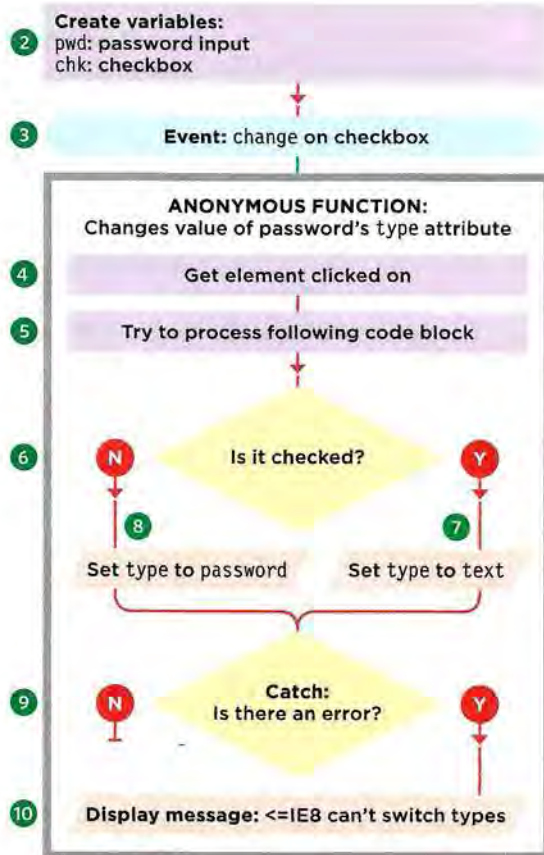 2
Create variables:
pwd: password input
chk: checkbox
3
Event: change on checkbox
ANONYMOUS FUNCTION:
Changes value of password's type attribute
4
Get element clicked on
5
Try to process following code block
6
N
Is it checked?
Y
8
7
Set type to password
Set type to text
9
N
Catch:
Is there an error?
Y
10
Display message: <=IE8 can't switch types